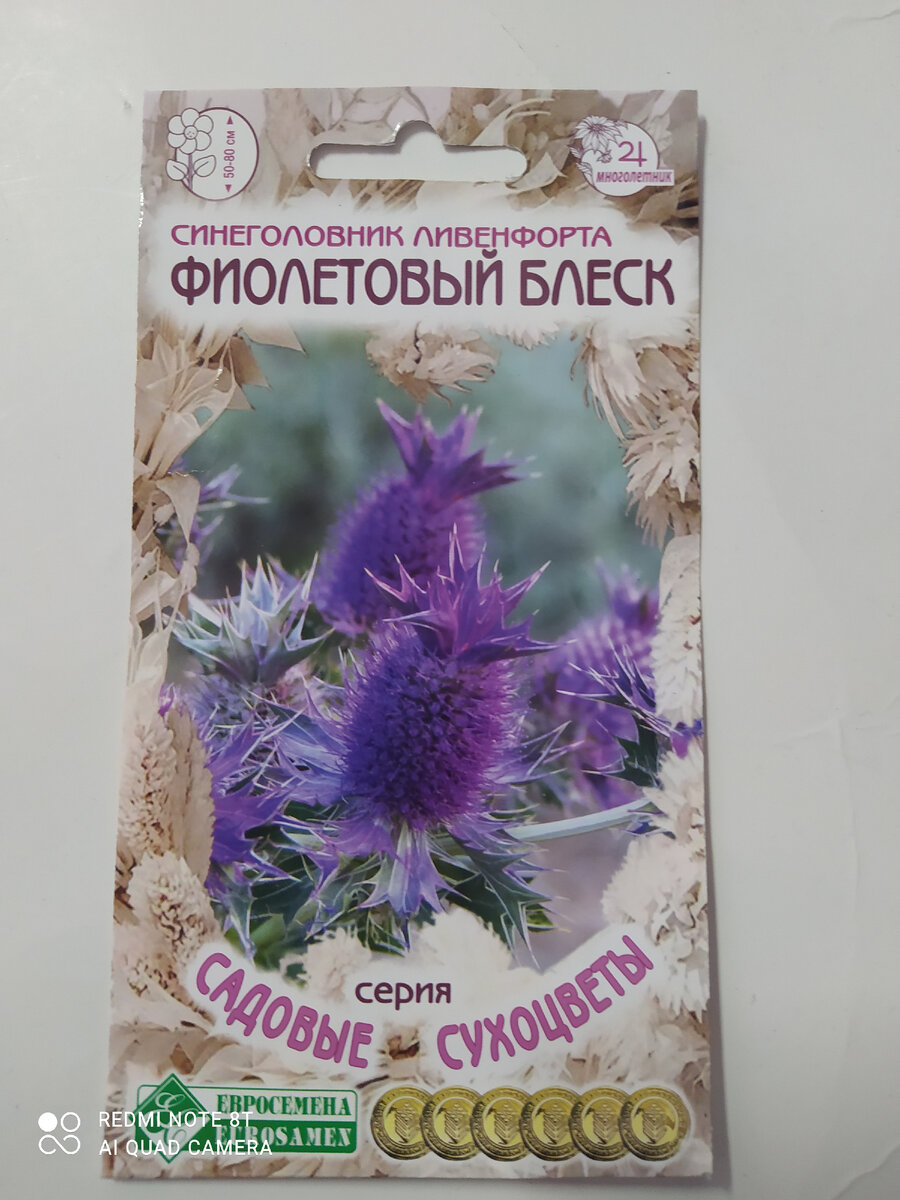 50-80 см
многолетник
СИНЕГОЛОВНИК ЛИВЕНФОРТА
ФИОЛЕТОВЫЙ БЛЕСК
серия
САДОВЫЕ СУХОЦВЕТЫ
ЕВРОСЕМЕНА
REDMI NOTE 8T
AI QUAD CAMERA